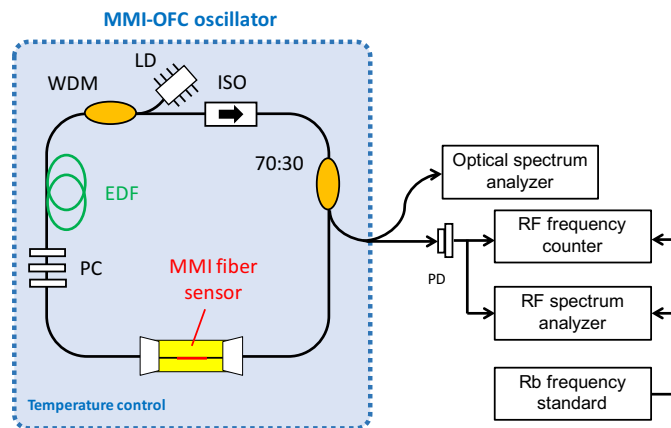 MMI-OFC oscillator
LD
WDM
ISO
70:30
EDF
PC
MMI fiber
sensor
Temperature control
Optical spectrum
analyzer
RF frequency
counter
PD
RF spectrum
analyzer
Rb frequency
standard